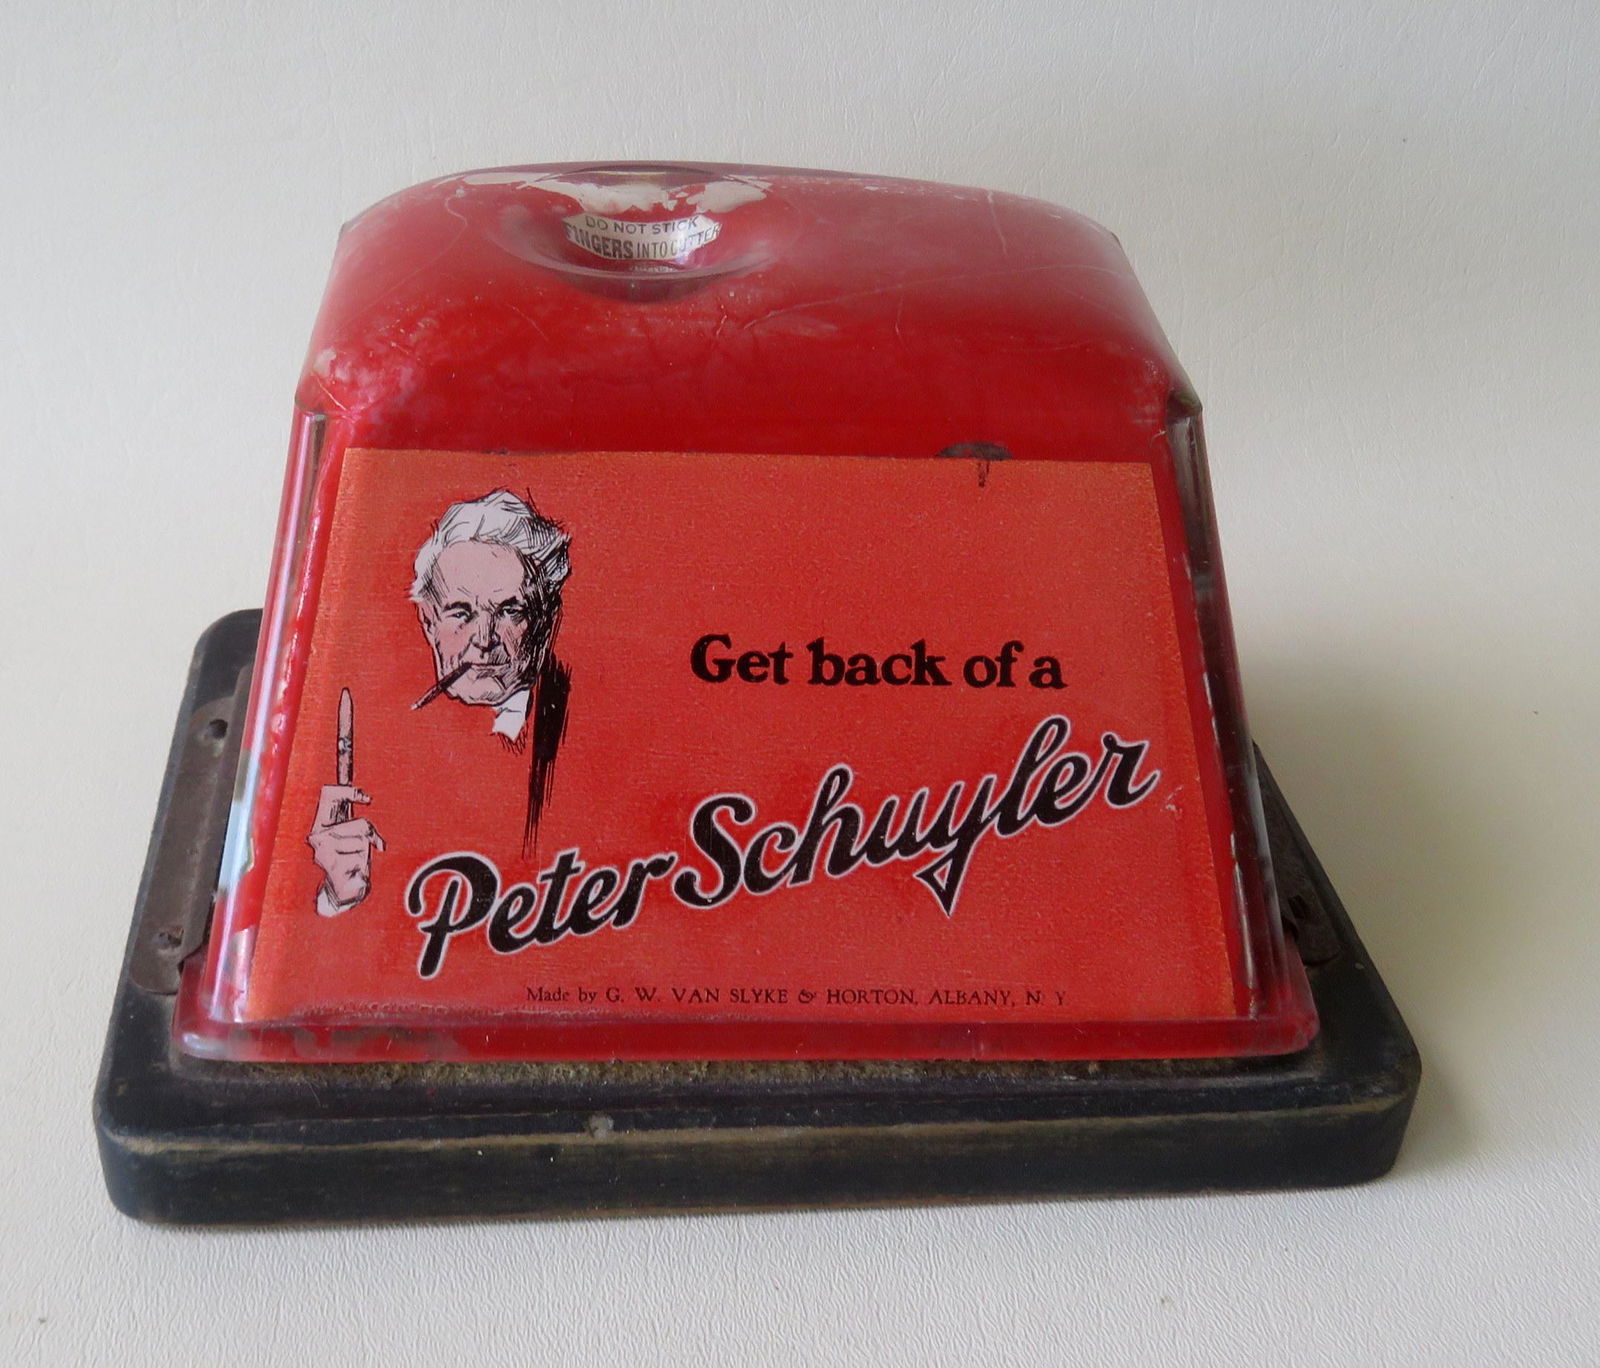 DO NOT STICK
FINGERS INTO CUTTER
Get back of a
Peter Schuyler
Made by G. W. VAN SLYKE & HORTON, ALBANY, N. Y